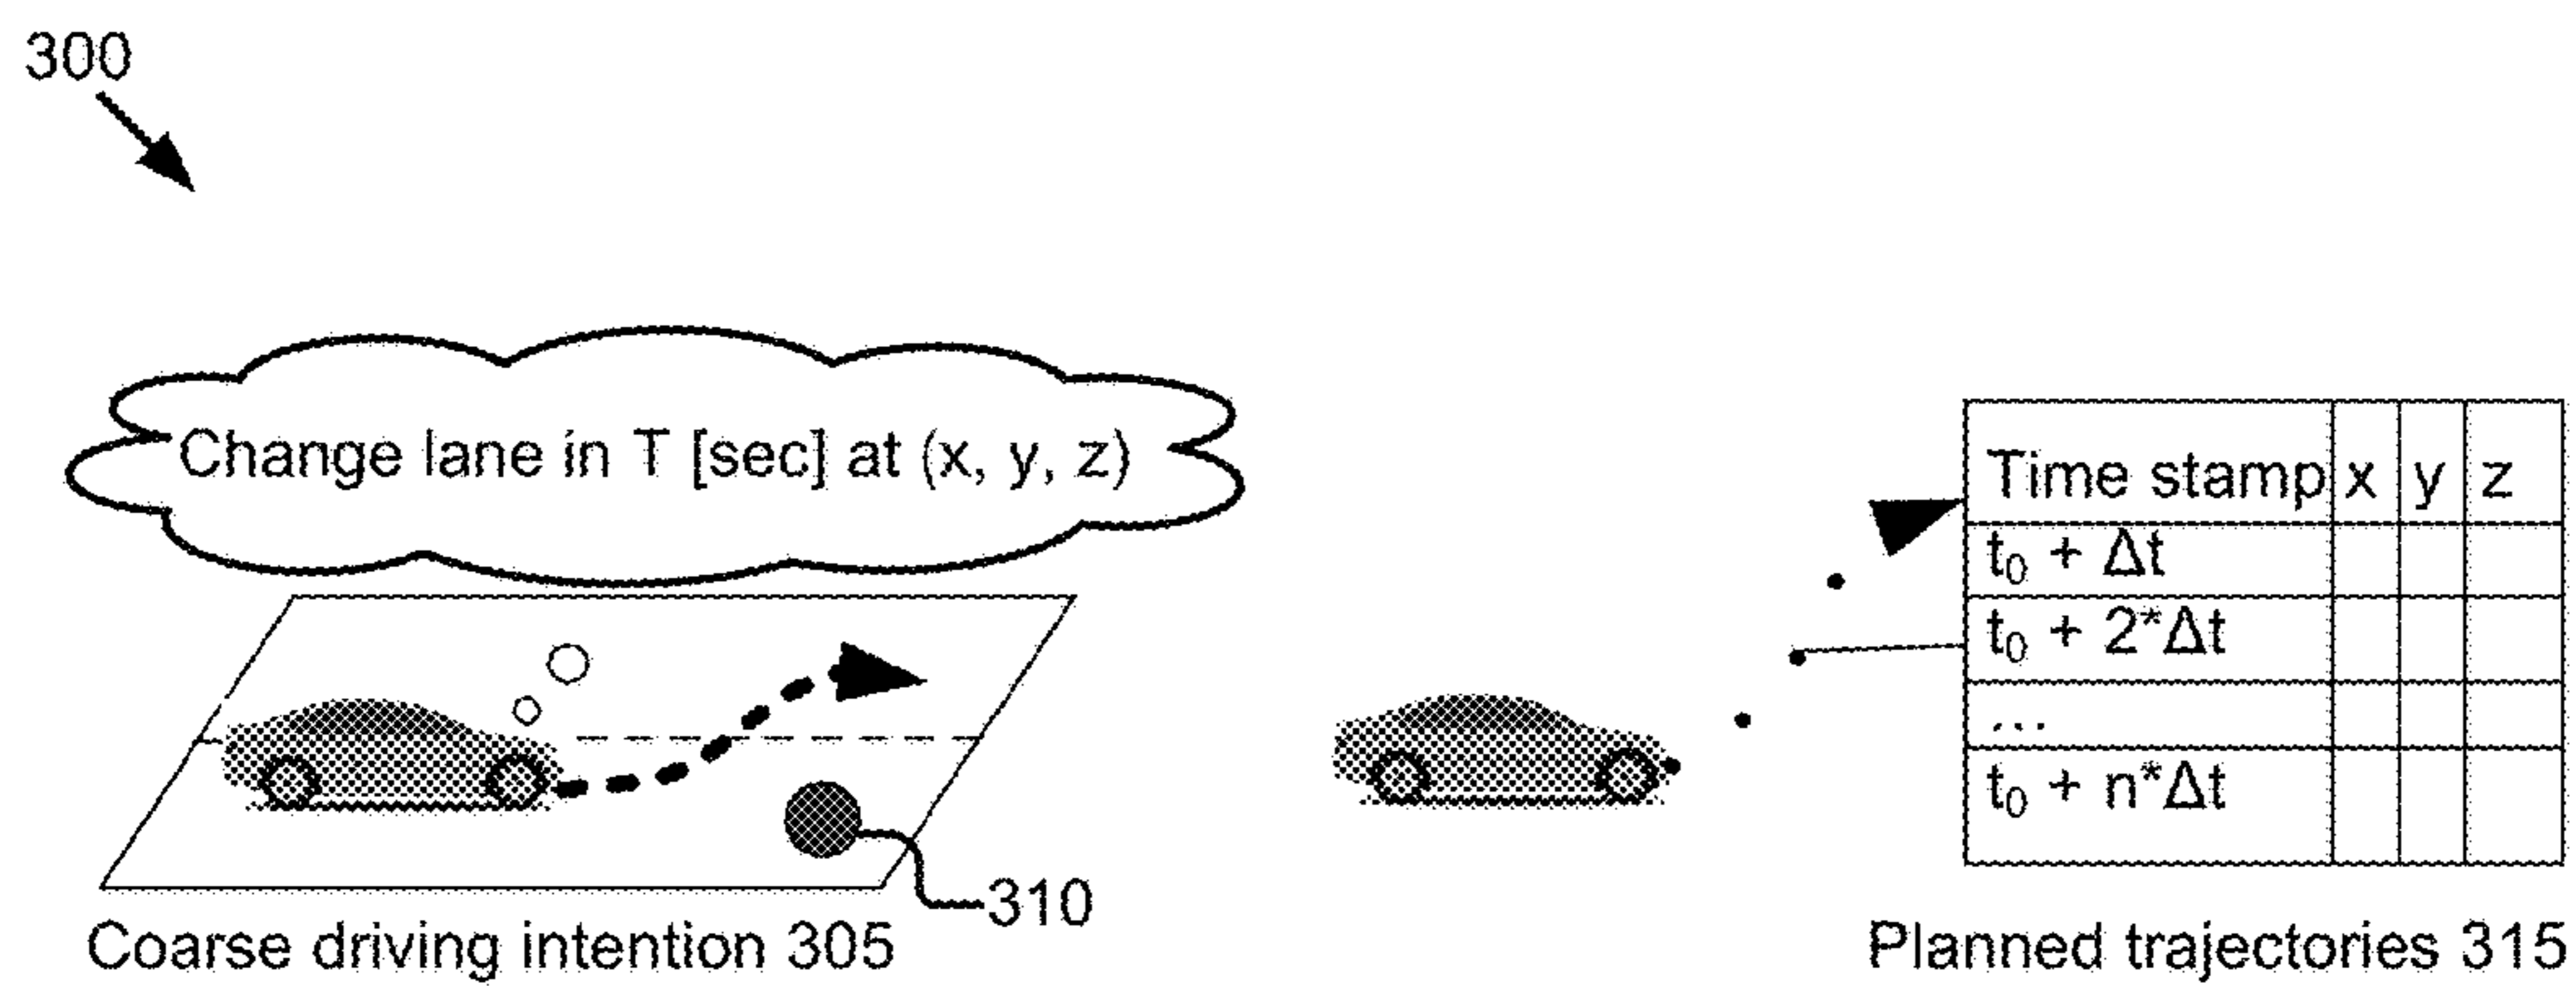 300
Change lane in T [sec] at (x, y, z)
Time stamp x y z
t₀ + Δt
t₀ + 2*Δt
...
t₀ + n*Δt
310
Coarse driving intention 305
Planned trajectories 315